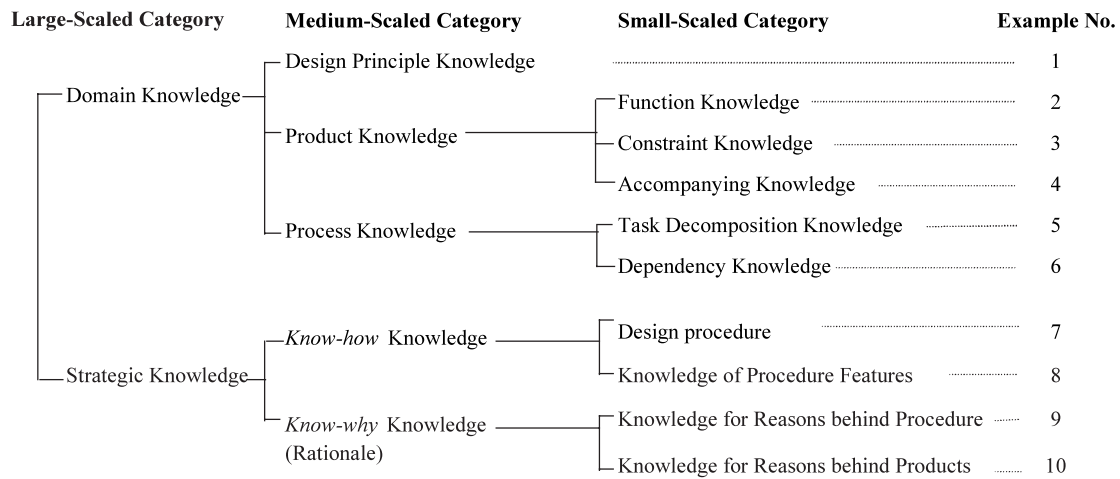 Large-Scaled Category Medium-Scaled Category Small-Scaled Category Example No.
Design Principle Knowledge 1
Domain Knowledge
Function Knowledge 2
Product Knowledge
Constraint Knowledge 3
Accompanying Knowledge 4
Process Knowledge
Task Decomposition Knowledge 5
Dependency Knowledge 6
Know-how Knowledge
Design procedure 7
Strategic Knowledge
Knowledge of Procedure Features 8
Know-why Knowledge
(Rationale)
Knowledge for Reasons behind Procedure 9
Knowledge for Reasons behind Products 10